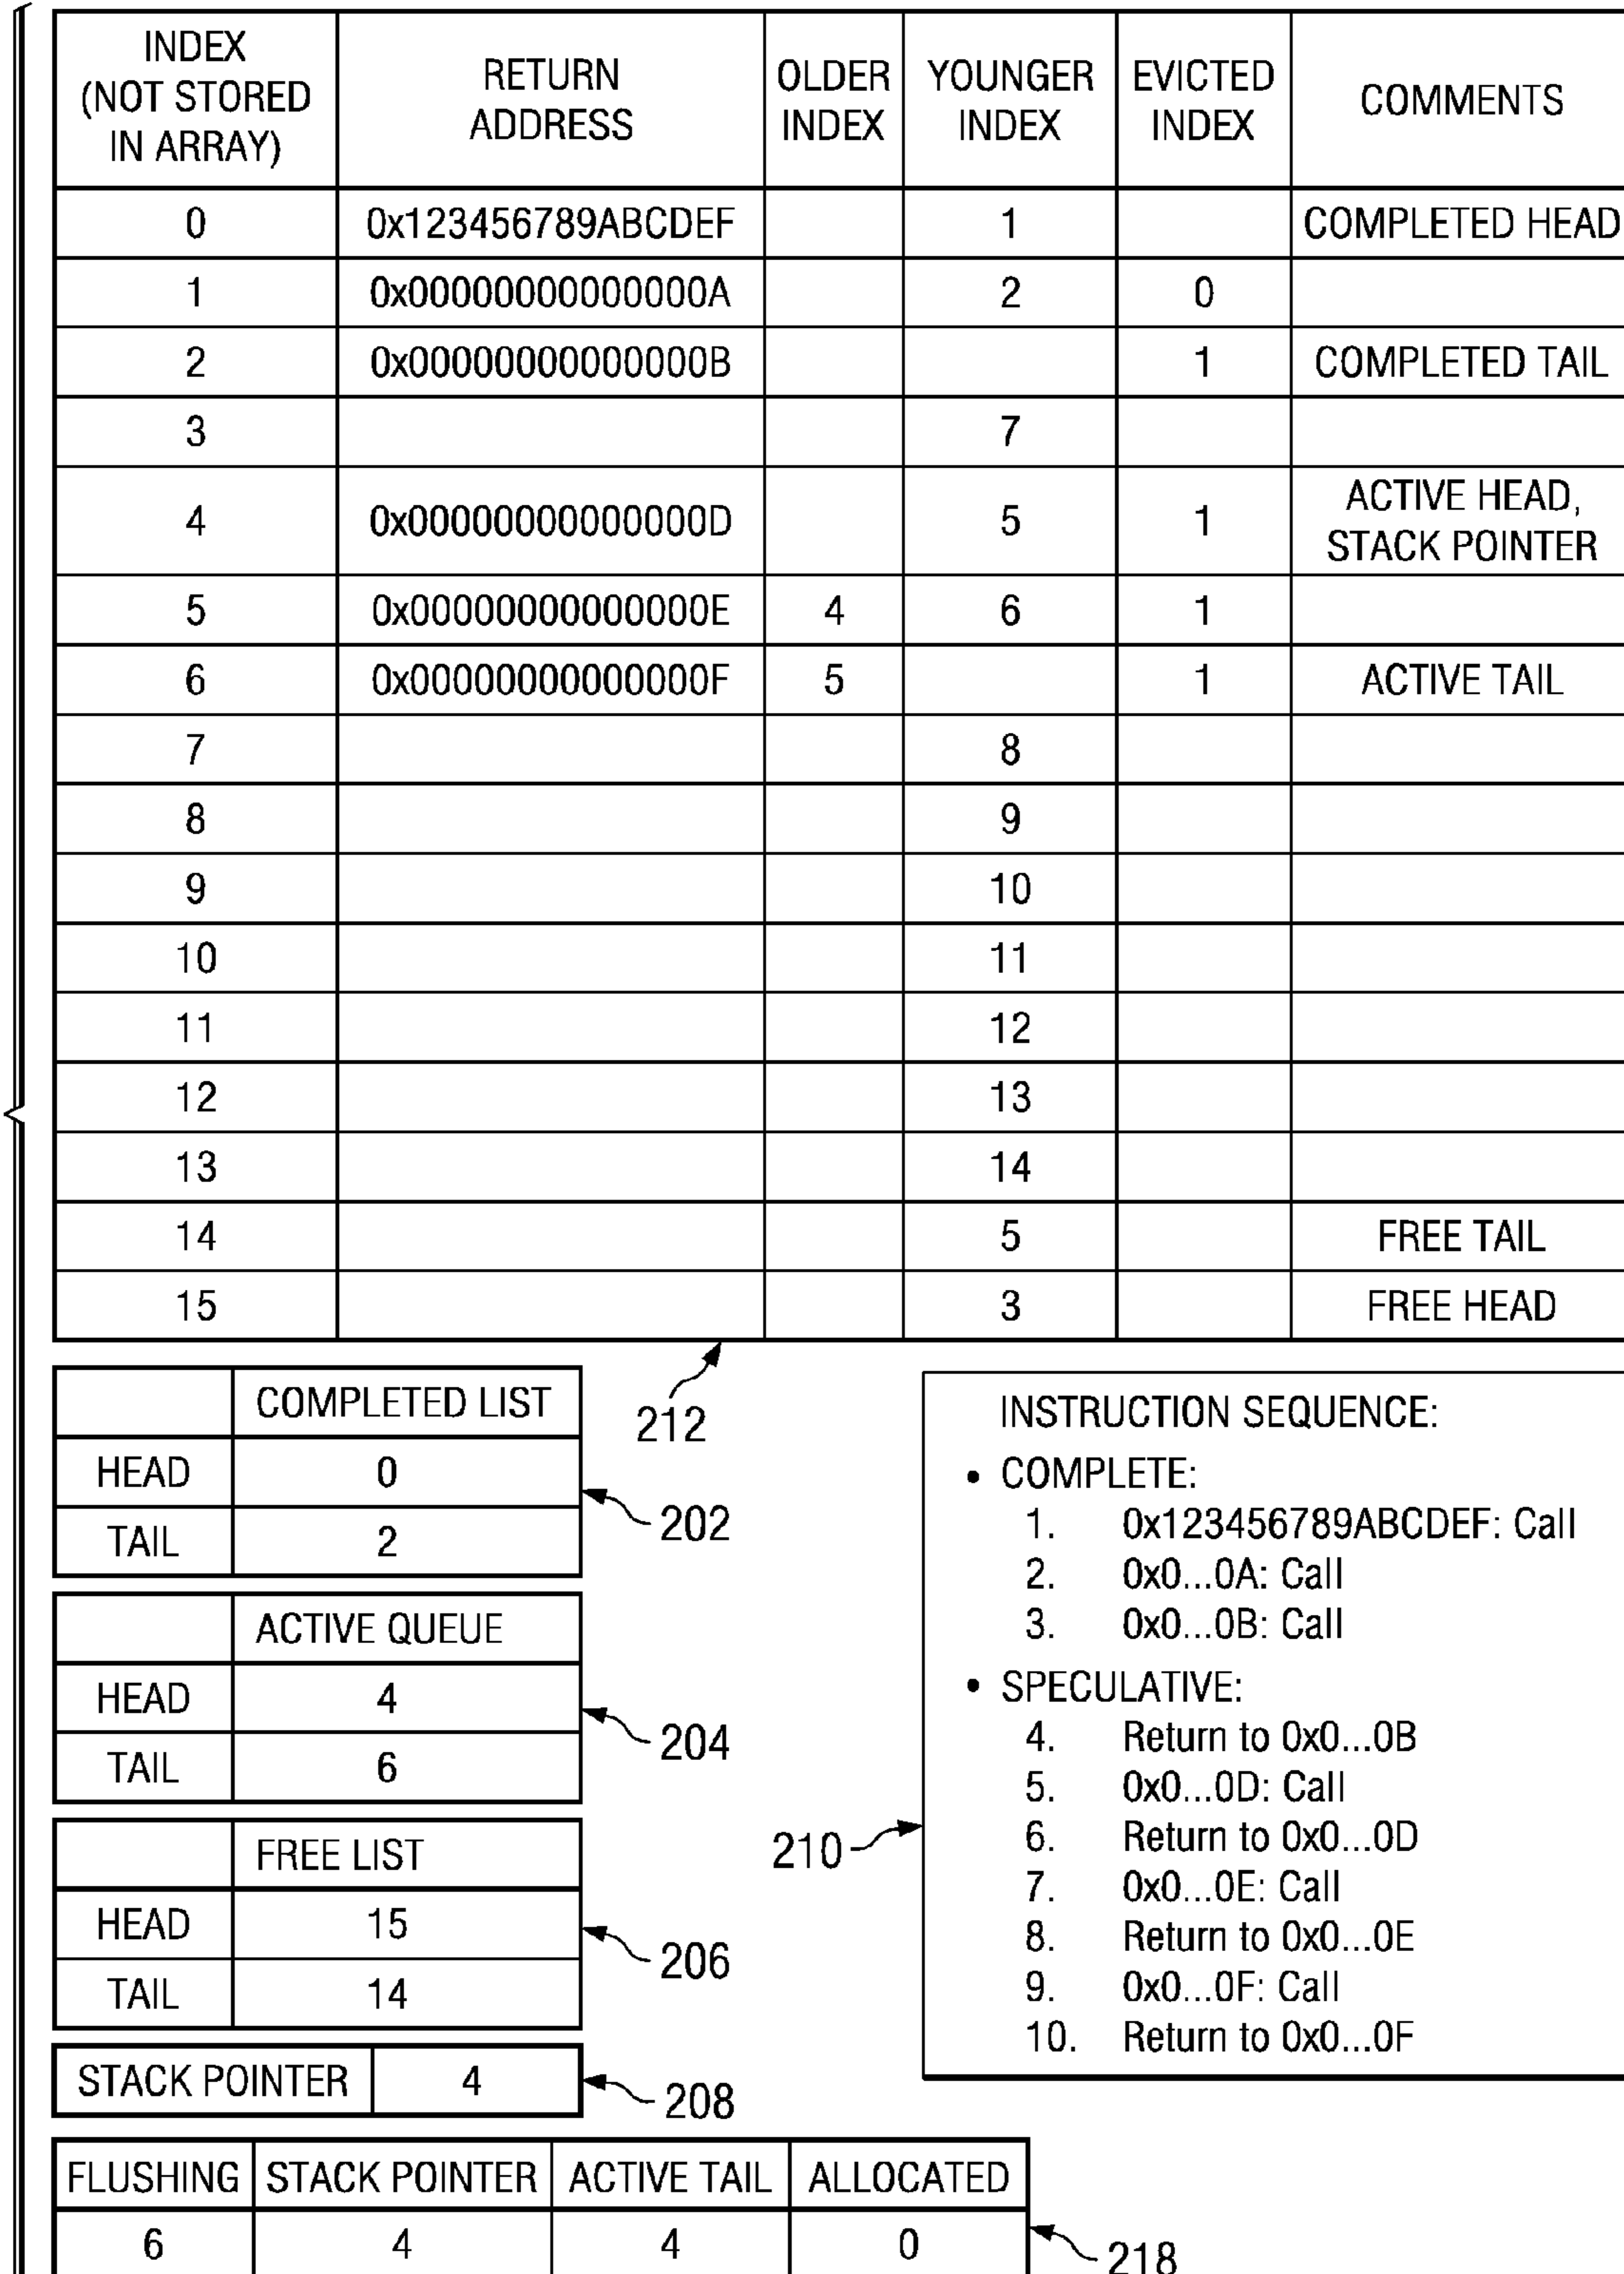 INDEX (NOT STORED IN ARRAY) RETURN ADDRESS OLDER INDEX YOUNGER INDEX EVICTED INDEX COMMENTS
0 0x123456789ABCDEF 1 COMPLETED HEAD
1 0x00000000000000A 2 0
2 0x00000000000000B 1 COMPLETED TAIL
3 7
4 0x00000000000000D 5 1 ACTIVE HEAD, STACK POINTER
5 0x00000000000000E 4 6 1
6 0x00000000000000F 5 1 ACTIVE TAIL
7 8
8 9
9 10
10 11
11 12
12 13
13 14
14 5 FREE TAIL
15 3 FREE HEAD
212
COMPLETED LIST
HEAD 0
TAIL 2
202
ACTIVE QUEUE
HEAD 4
TAIL 6
204
FREE LIST
HEAD 15
TAIL 14
206
STACK POINTER 4
208
INSTRUCTION SEQUENCE:
• COMPLETE:
1. 0x123456789ABCDEF: Call
2. 0x0...0A: Call
3. 0x0...0B: Call
• SPECULATIVE:
4. Return to 0x0...0B
5. 0x0...0D: Call
6. Return to 0x0...0D
7. 0x0...0E: Call
8. Return to 0x0...0E
9. 0x0...0F: Call
10. Return to 0x0...0F
210
FLUSHING STACK POINTER ACTIVE TAIL ALLOCATED
6 4 4 0
218